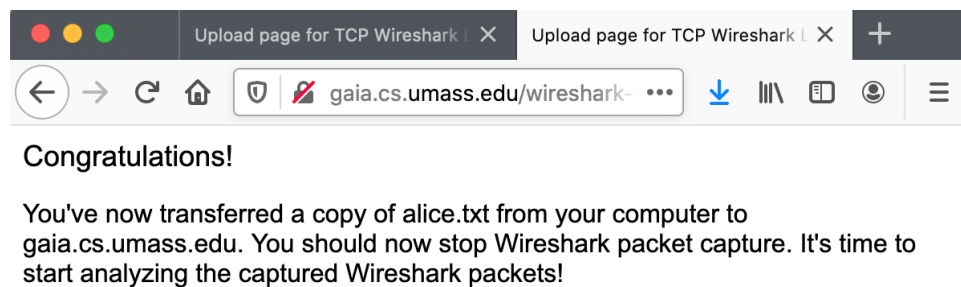 Upload page for TCP Wireshark L Upload page for TCP Wireshark L
gaia.cs.umass.edu/wireshark-
Congratulations!
You've now transferred a copy of alice.txt from your computer to
gaia.cs.umass.edu. You should now stop Wireshark packet capture. It's time to
start analyzing the captured Wireshark packets!